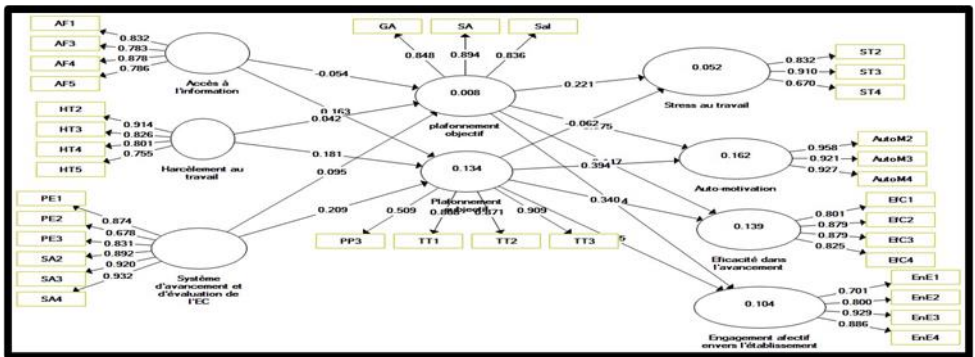 AF1
AF3
AF4
AF5
0.832
0.783
0.878
0.786
Accès à
l'information
HT2
HT3
HT4
HT5
0.914
0.826
0.801
0.755
Harcèlement au
travail
PE1
PE2
PE3
SA2
SA3
SA4
0.874
0.678
0.831
0.892
0.920
0.932
Système
d'avancement et
d'évaluation de
l'EC
GA
SA
Sal
0.848
0.894
0.836
0.008
plafonnement
objectif
-0.054
0.163
0.042
0.181
0.095
0.209
0.134
Plafonnement
subjectif
0.509
0.871
0.909
PP3
TT1
TT2
TT3
0.221
-0.062
0.394
0.340
0.052
Stress au travail
0.832
0.910
0.670
ST2
ST3
ST4
0.162
Auto-motivation
0.958
0.921
0.927
AutoM2
AutoM3
AutoM4
0.139
Eficacité dans
l'avancement
0.801
0.879
0.879
0.825
EfC1
EfC2
EfC3
EfC4
0.104
Engagement afectif
envers l'établissement
0.701
0.800
0.929
0.886
EnE1
EnE2
EnE3
EnE4